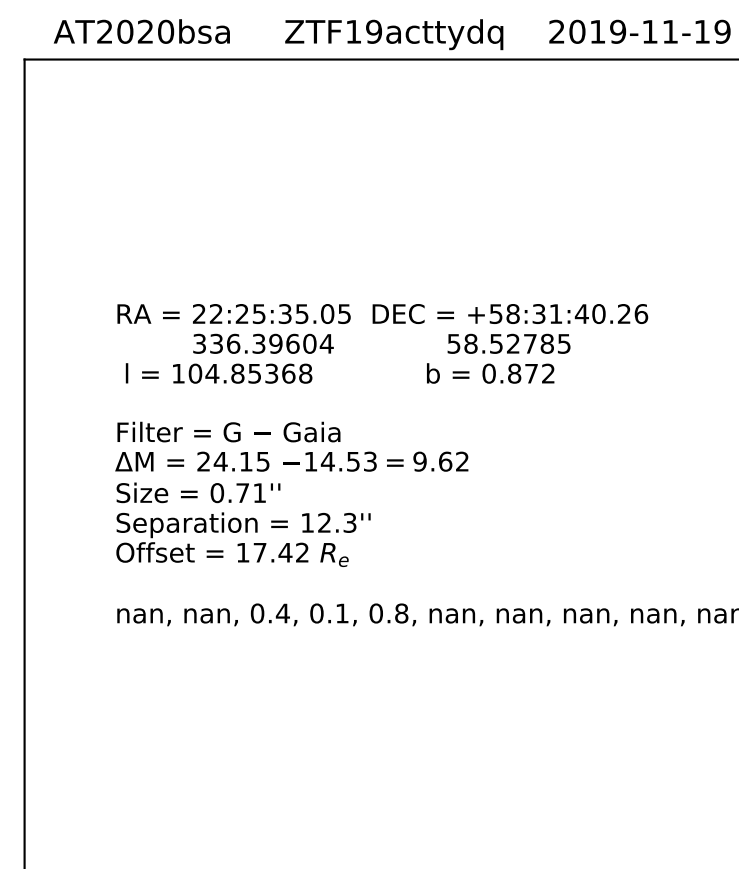 AT2020bsa ZTF19acttydq 2019-11-19
RA = 22:25:35.05 DEC = +58:31:40.26
336.39604 58.52785
l = 104.85368 b = 0.872
Filter = G − Gaia
ΔM = 24.15 −14.53 = 9.62
Size = 0.71''
Separation = 12.3''
Offset = 17.42 Re
nan, nan, 0.4, 0.1, 0.8, nan, nan, nan, nan,